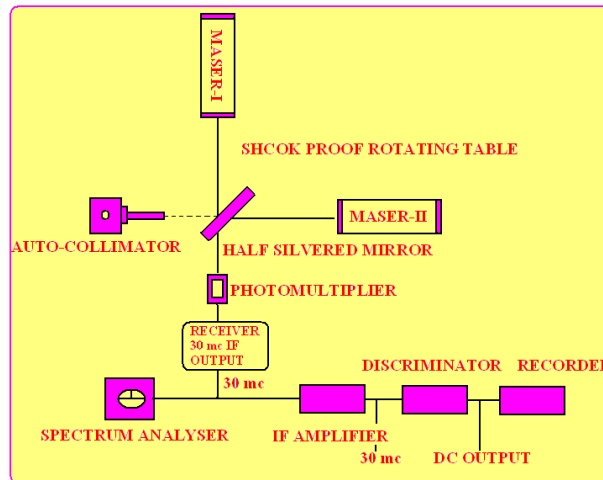 MASER-I
SHCOK PROOF ROTATING TABLE
MASER-II
AUTO-COLLIMATOR
HALF SILVERED MIRROR
PHOTOMULTIPLIER
RECEIVER
30 mc IF
OUTPUT
30 mc
DISCRIMINATOR RECORDER
SPECTRUM ANALYSER
IF AMPLIFIER
30 mc
DC OUTPUT